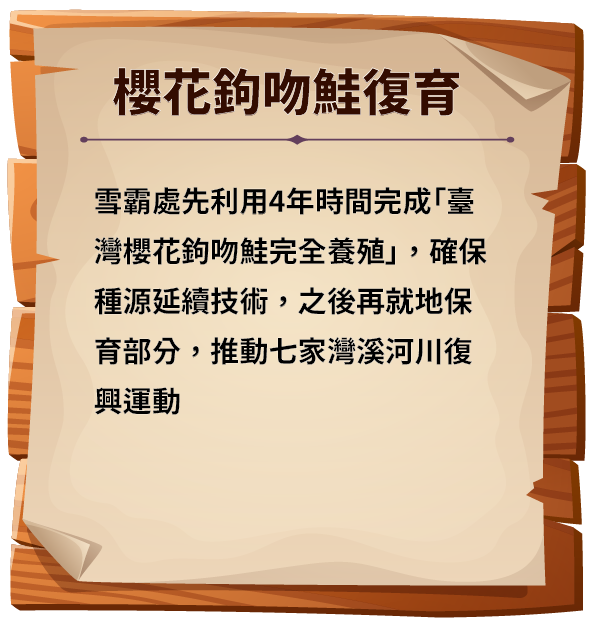 櫻花鉤吻鮭復育
雪霸處先利用4年時間完成「臺
灣櫻花鉤吻鮭完全養殖」，確保
種源延續技術，之後再就地保
育部分，推動七家灣溪河川復
興運動